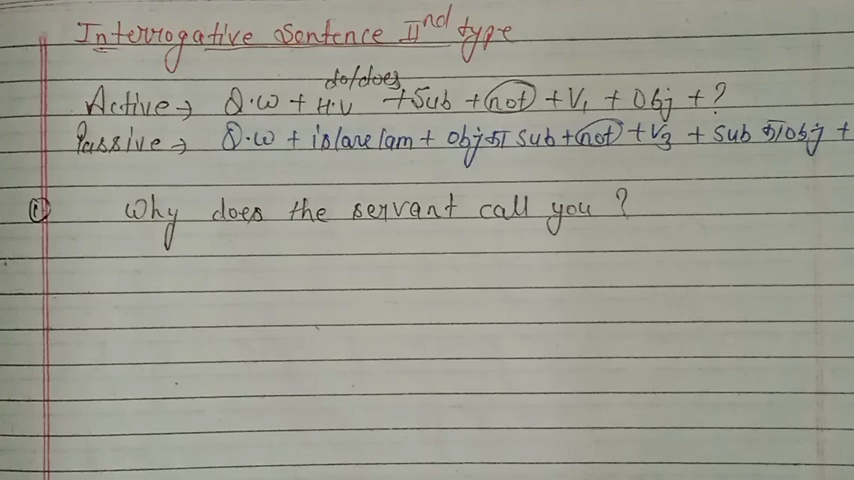 Interrogative Sentence IInd type
do/does
Active → Q.W + H.V + Sub + not + V1 + Obj + ?
Passive → Q.W + is/are/am + Obj का Sub + not + V3 + Sub का obj +
① Why does the servant call you ?